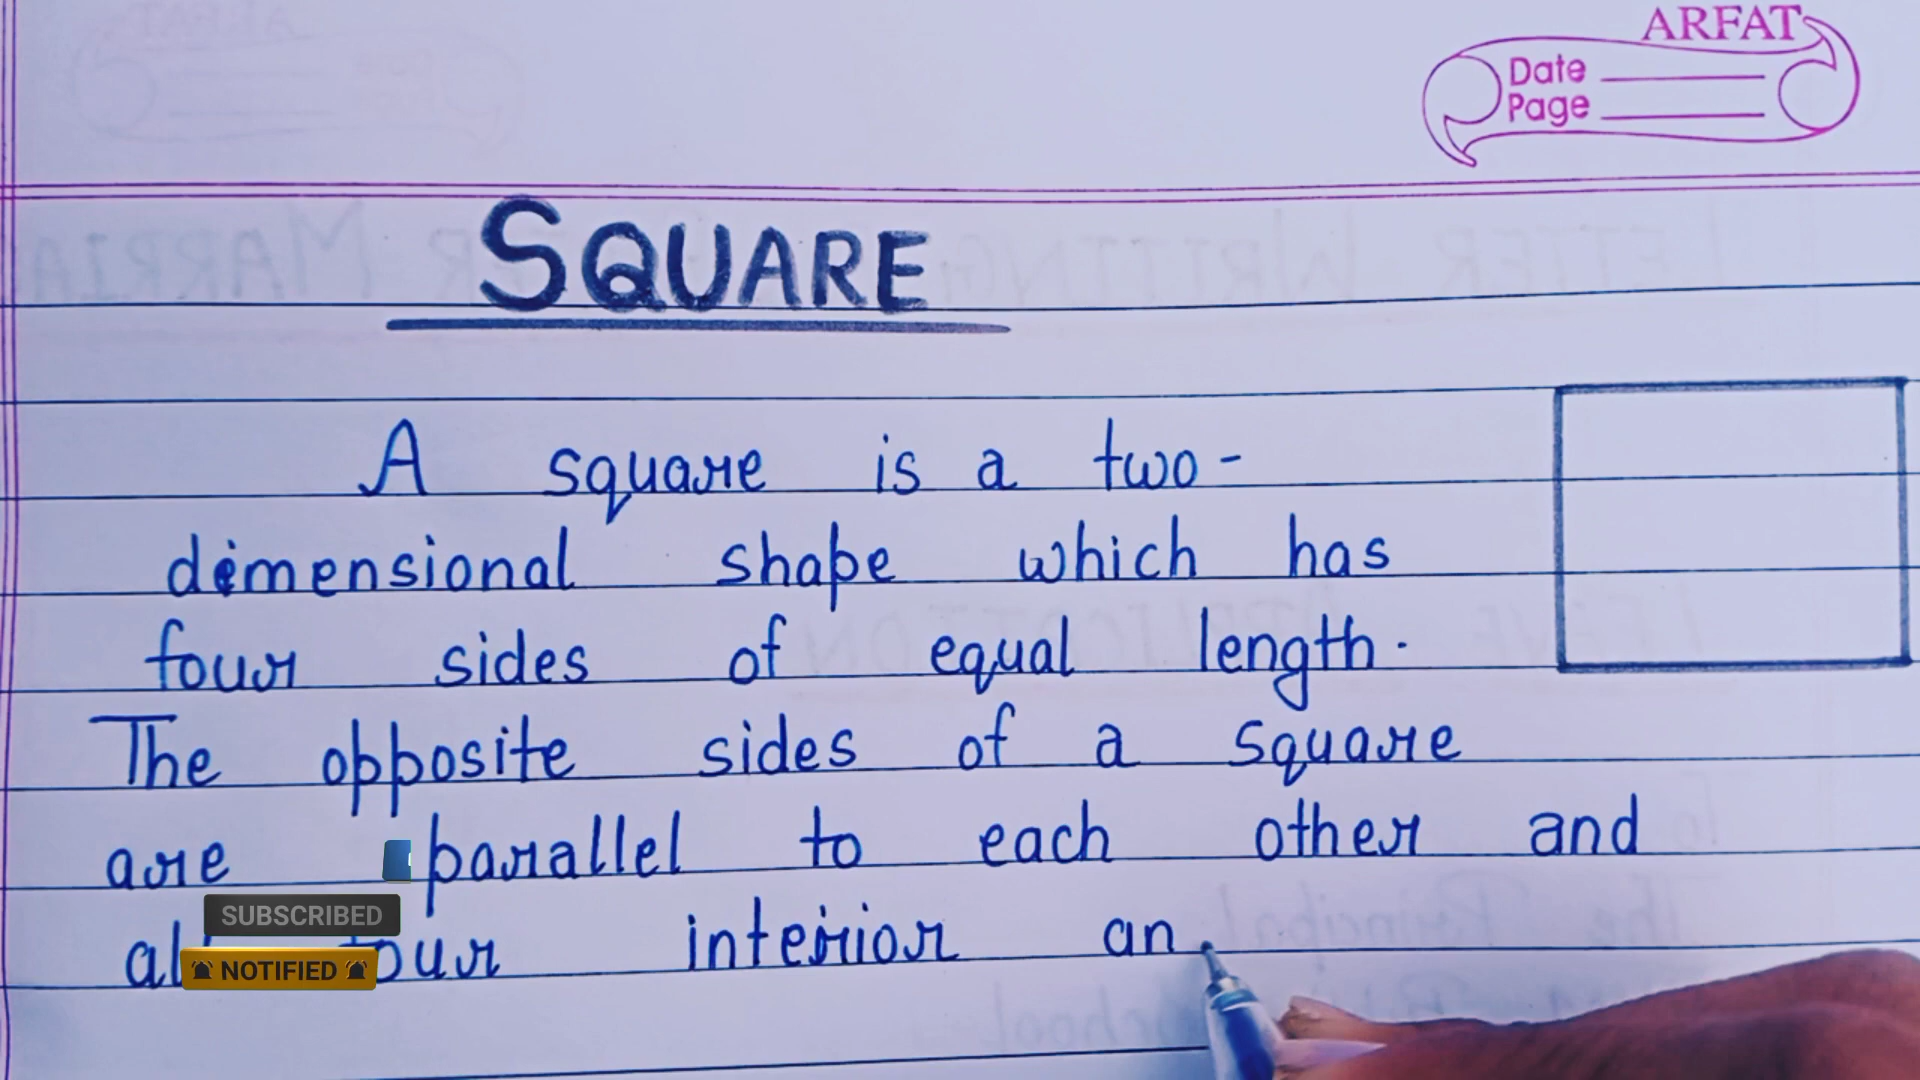 ARFAT
Date
Page
SQUARE
A square is a two-
dimensional shape which has
four sides of equal length.
The opposite sides of a square
are parallel to each other and
SUBSCRIBED
interior an
NOTIFIED